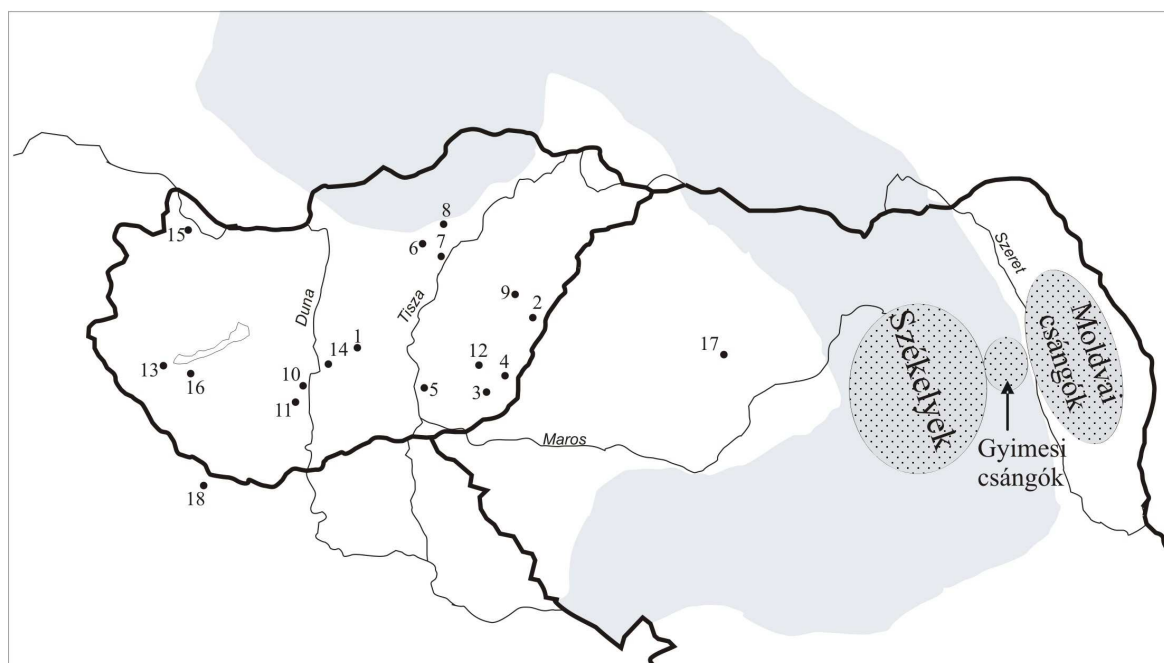 8
15
6
7
Szeret
Duna
Tisza
9
2
1
14
17
13
16
12
4
10
5
3
11
Székelyek
Moldvai
csángók
Maros
Gyimesi
csángók
18